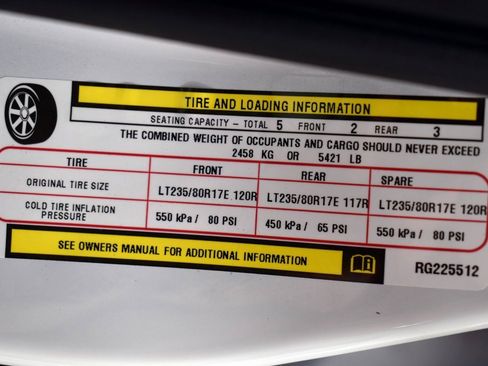 TIRE AND LOADING INFORMATION
SEATING CAPACITY - TOTAL 5 FRONT 2 REAR 3
THE COMBINED WEIGHT OF OCCUPANTS AND CARGO SHOULD NEVER EXCEED
2458 KG OR 5421 LB
TIRE FRONT REAR SPARE
ORIGINAL TIRE SIZE LT235/80R17E 120R LT235/80R17E 117R LT235/80R17E 120R
COLD TIRE INFLATION
PRESSURE 550 kPa / 80 PSI 450 kPa / 65 PSI 550 kPa / 80 PSI
SEE OWNERS MANUAL FOR ADDITIONAL INFORMATION
RG225512